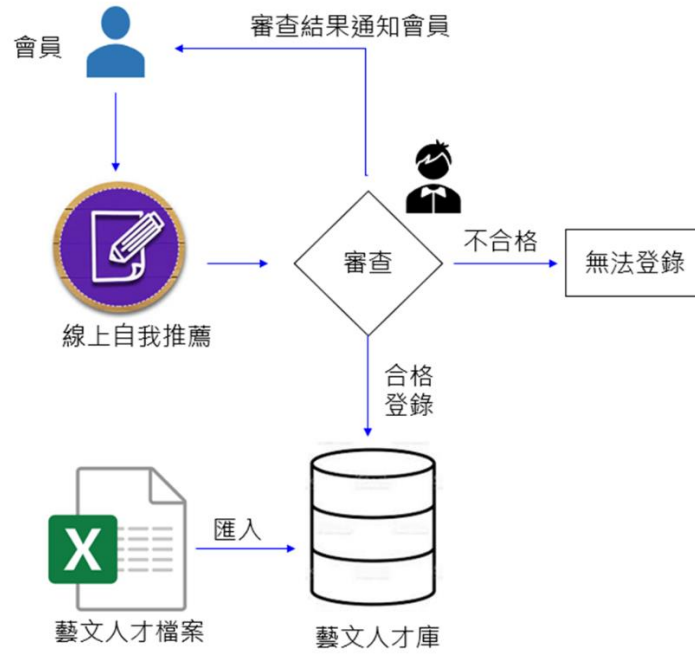 審查結果通知會員
會員
不合格
審查
無法登錄
線上自我推薦
合格
登錄
X
匯入
藝文人才檔案
藝文人才庫